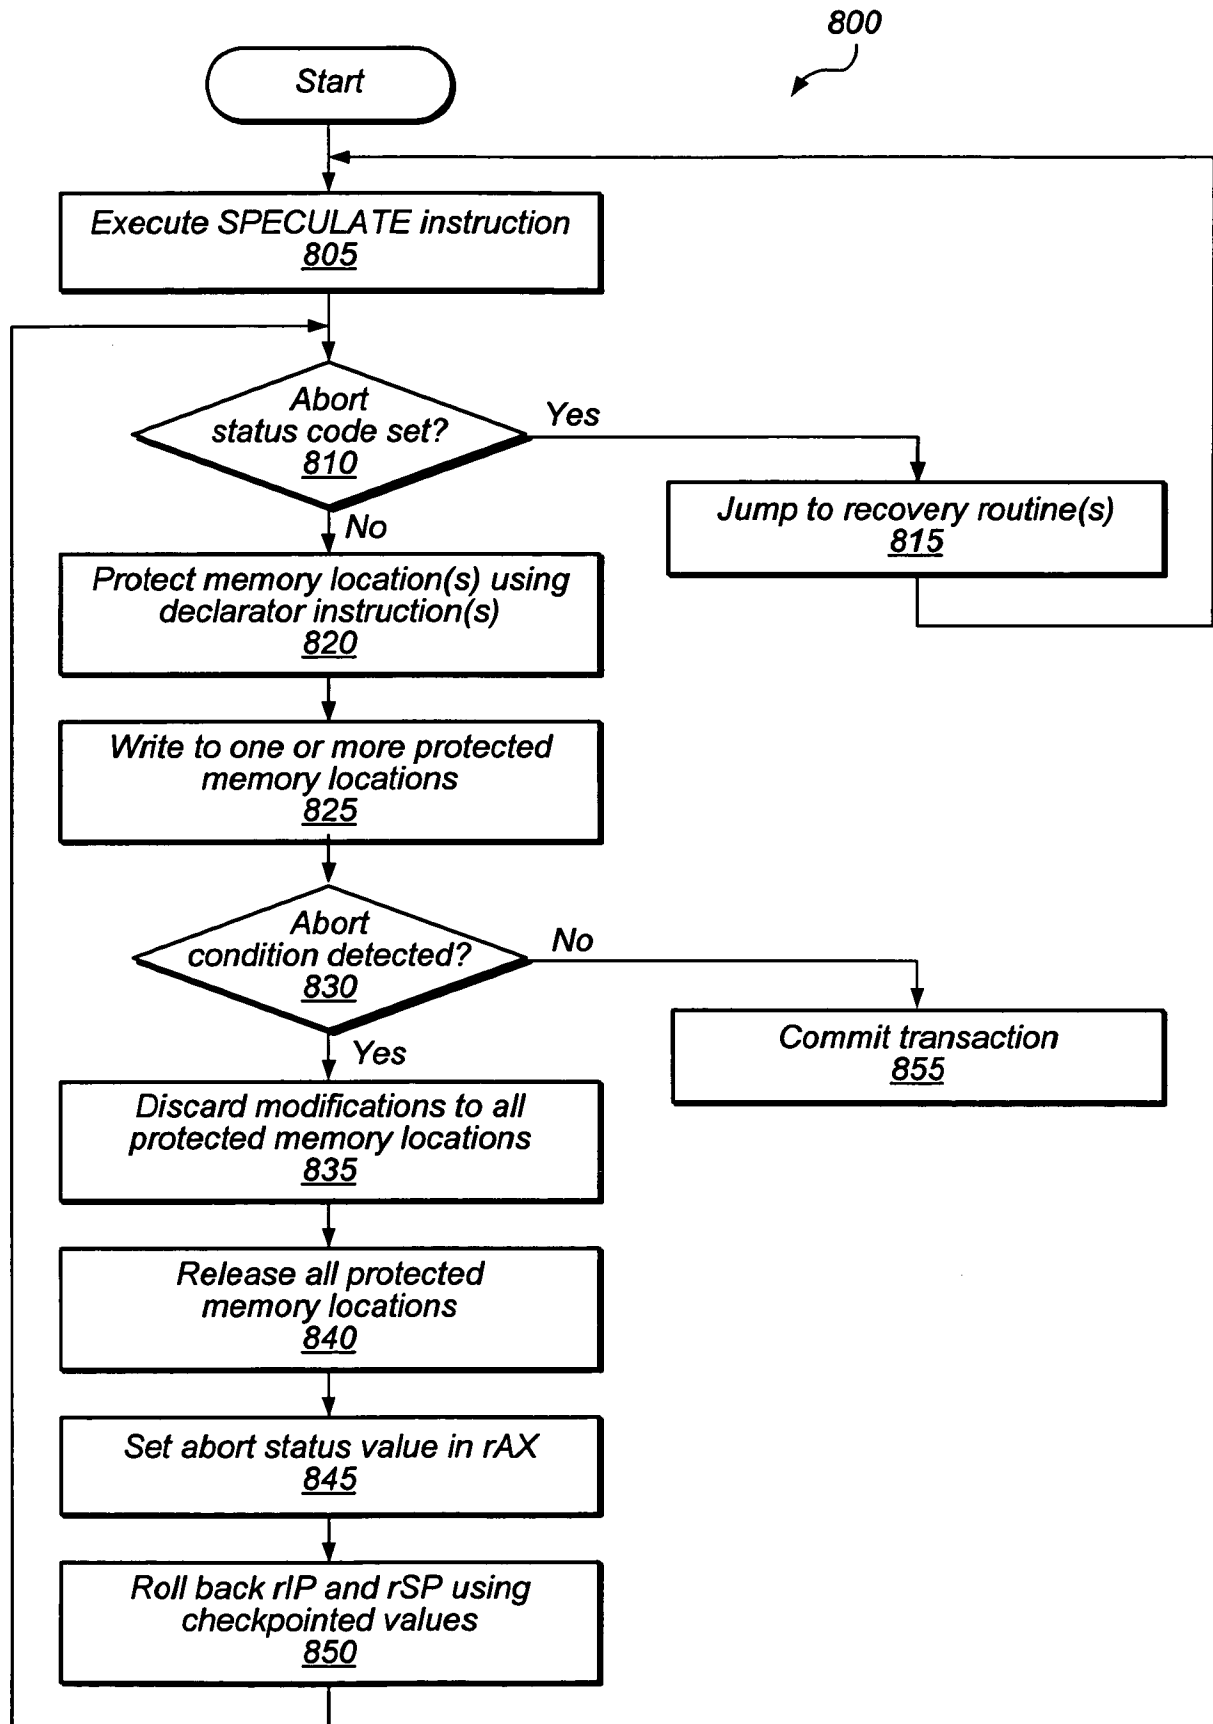 800
Start
Execute SPECULATE instruction
805
Abort
status code set?
810
Yes
No
Jump to recovery routine(s)
815
Protect memory location(s) using
declarator instruction(s)
820
Write to one or more protected
memory locations
825
Abort
condition detected?
830
No
Yes
Commit transaction
855
Discard modifications to all
protected memory locations
835
Release all protected
memory locations
840
Set abort status value in rAX
845
Roll back rIP and rSP using
checkpointed values
850